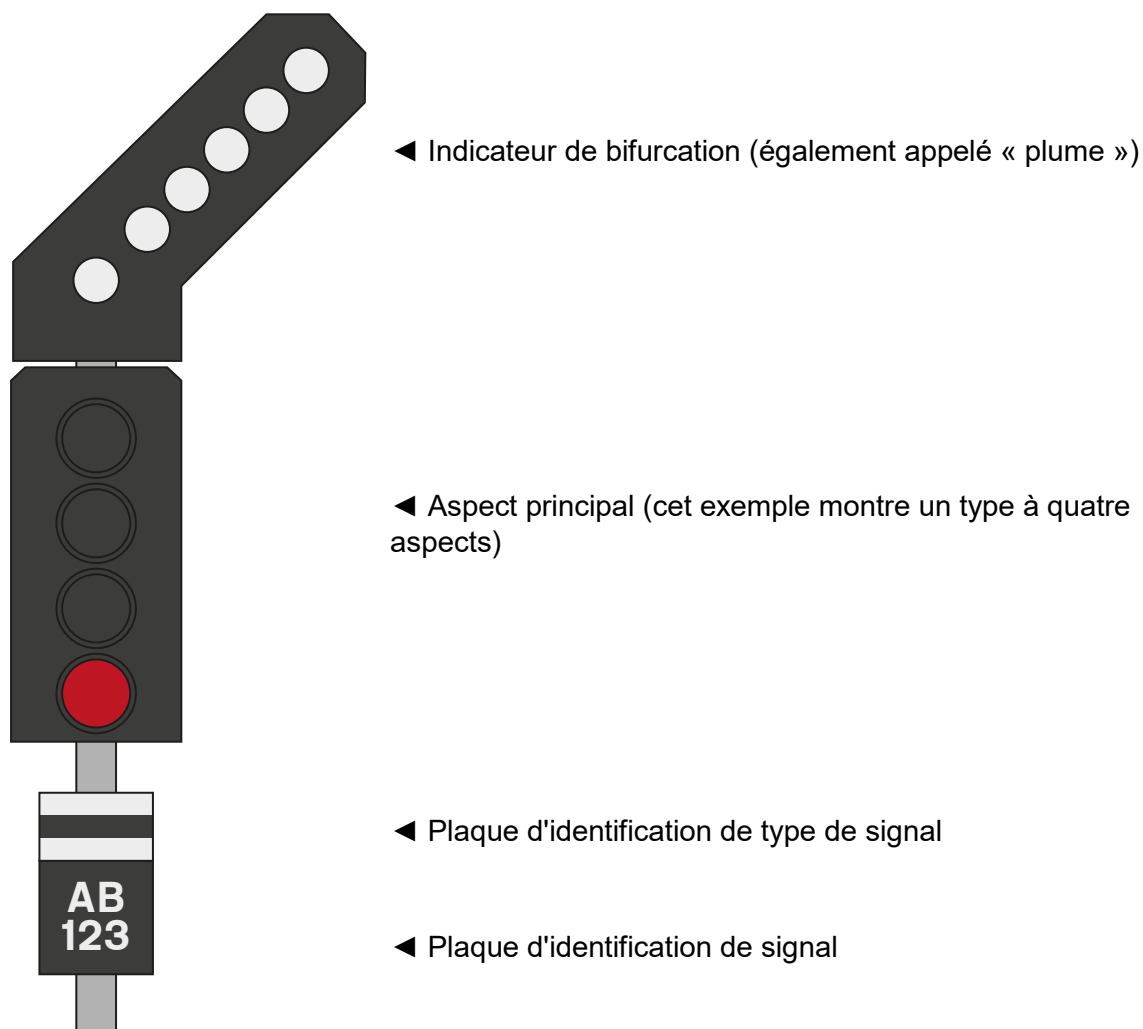 ◄ Indicateur de bifurcation (également appelé « plume »)
◄ Aspect principal (cet exemple montre un type à quatre
aspects)
◄ Plaque d'identification de type de signal
AB
123
◄ Plaque d'identification de signal